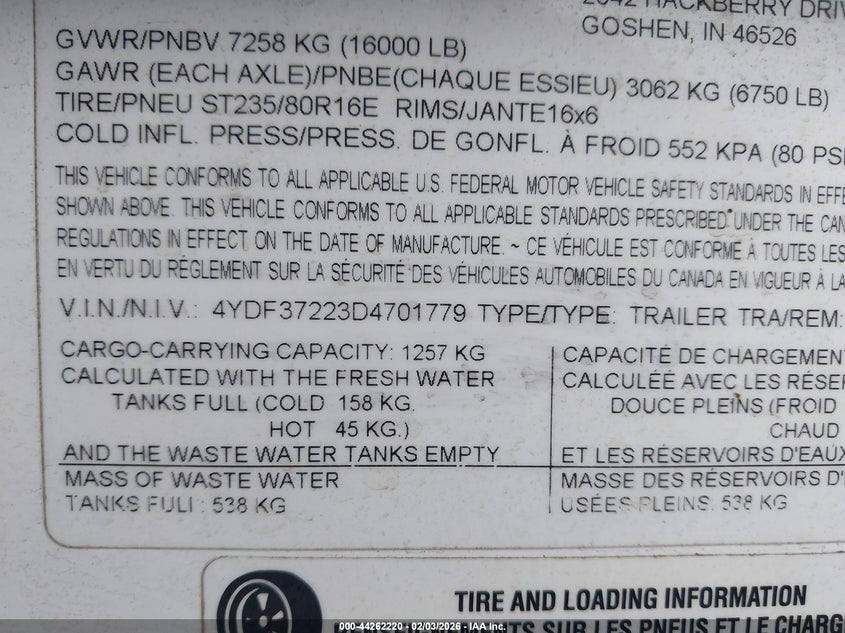 GOSHEN, IN 46526
GVWR/PNBV 7258 KG (16000 LB)
GAWR (EACH AXLE)/PNBE(CHAQUE ESSIEU) 3062 KG (6750 LB)
TIRE/PNEU ST235/80R16E RIMS/JANTE16x6
COLD INFL. PRESS/PRESS. DE GONFL. À FROID 552 KPA (80 PSI
THIS VEHICLE CONFORMS TO ALL APPLICABLE U.S. FEDERAL MOTOR VEHICLE SAFETY STANDARDS IN EFFE
SHOWN ABOVE. THIS VEHICLE CONFORMS TO ALL APPLICABLE STANDARDS PRESCRIBED UNDER THE CAN
REGULATIONS IN EFFECT ON THE DATE OF MANUFACTURE. ~ CE VÉHICULE EST CONFORME À TOUTES LES
EN VERTU DU RÈGLEMENT SUR LA SÉCURITÉ DES VÉHICULES AUTOMOBILES DU CANADA EN VIGUEUR À LA
V.I.N./N.I.V.: 4YDF37223D4701779 TYPE/TYPE: TRAILER TRA/REM:
CARGO-CARRYING CAPACITY: 1257 KG
CALCULATED WITH THE FRESH WATER
TANKS FULL (COLD 158 KG.
HOT 45 KG.)
AND THE WASTE WATER TANKS EMPTY
MASS OF WASTE WATER
TANKS FULL: 538 KG
CAPACITÉ DE CHARGEMENT
CALCULÉE AVEC LES RÉSER
DOUCE PLEINS (FROID
CHAUD
ET LES RÉSERVOIRS D'EAUX
MASSE DES RÉSERVOIRS D'
USÉES PLEINS: 538 KG
TIRE AND LOADING INFORMATION
SUR LES PNEUS ET LE CHARG
000-44262220 - 02/03/2026 - IAA Inc.